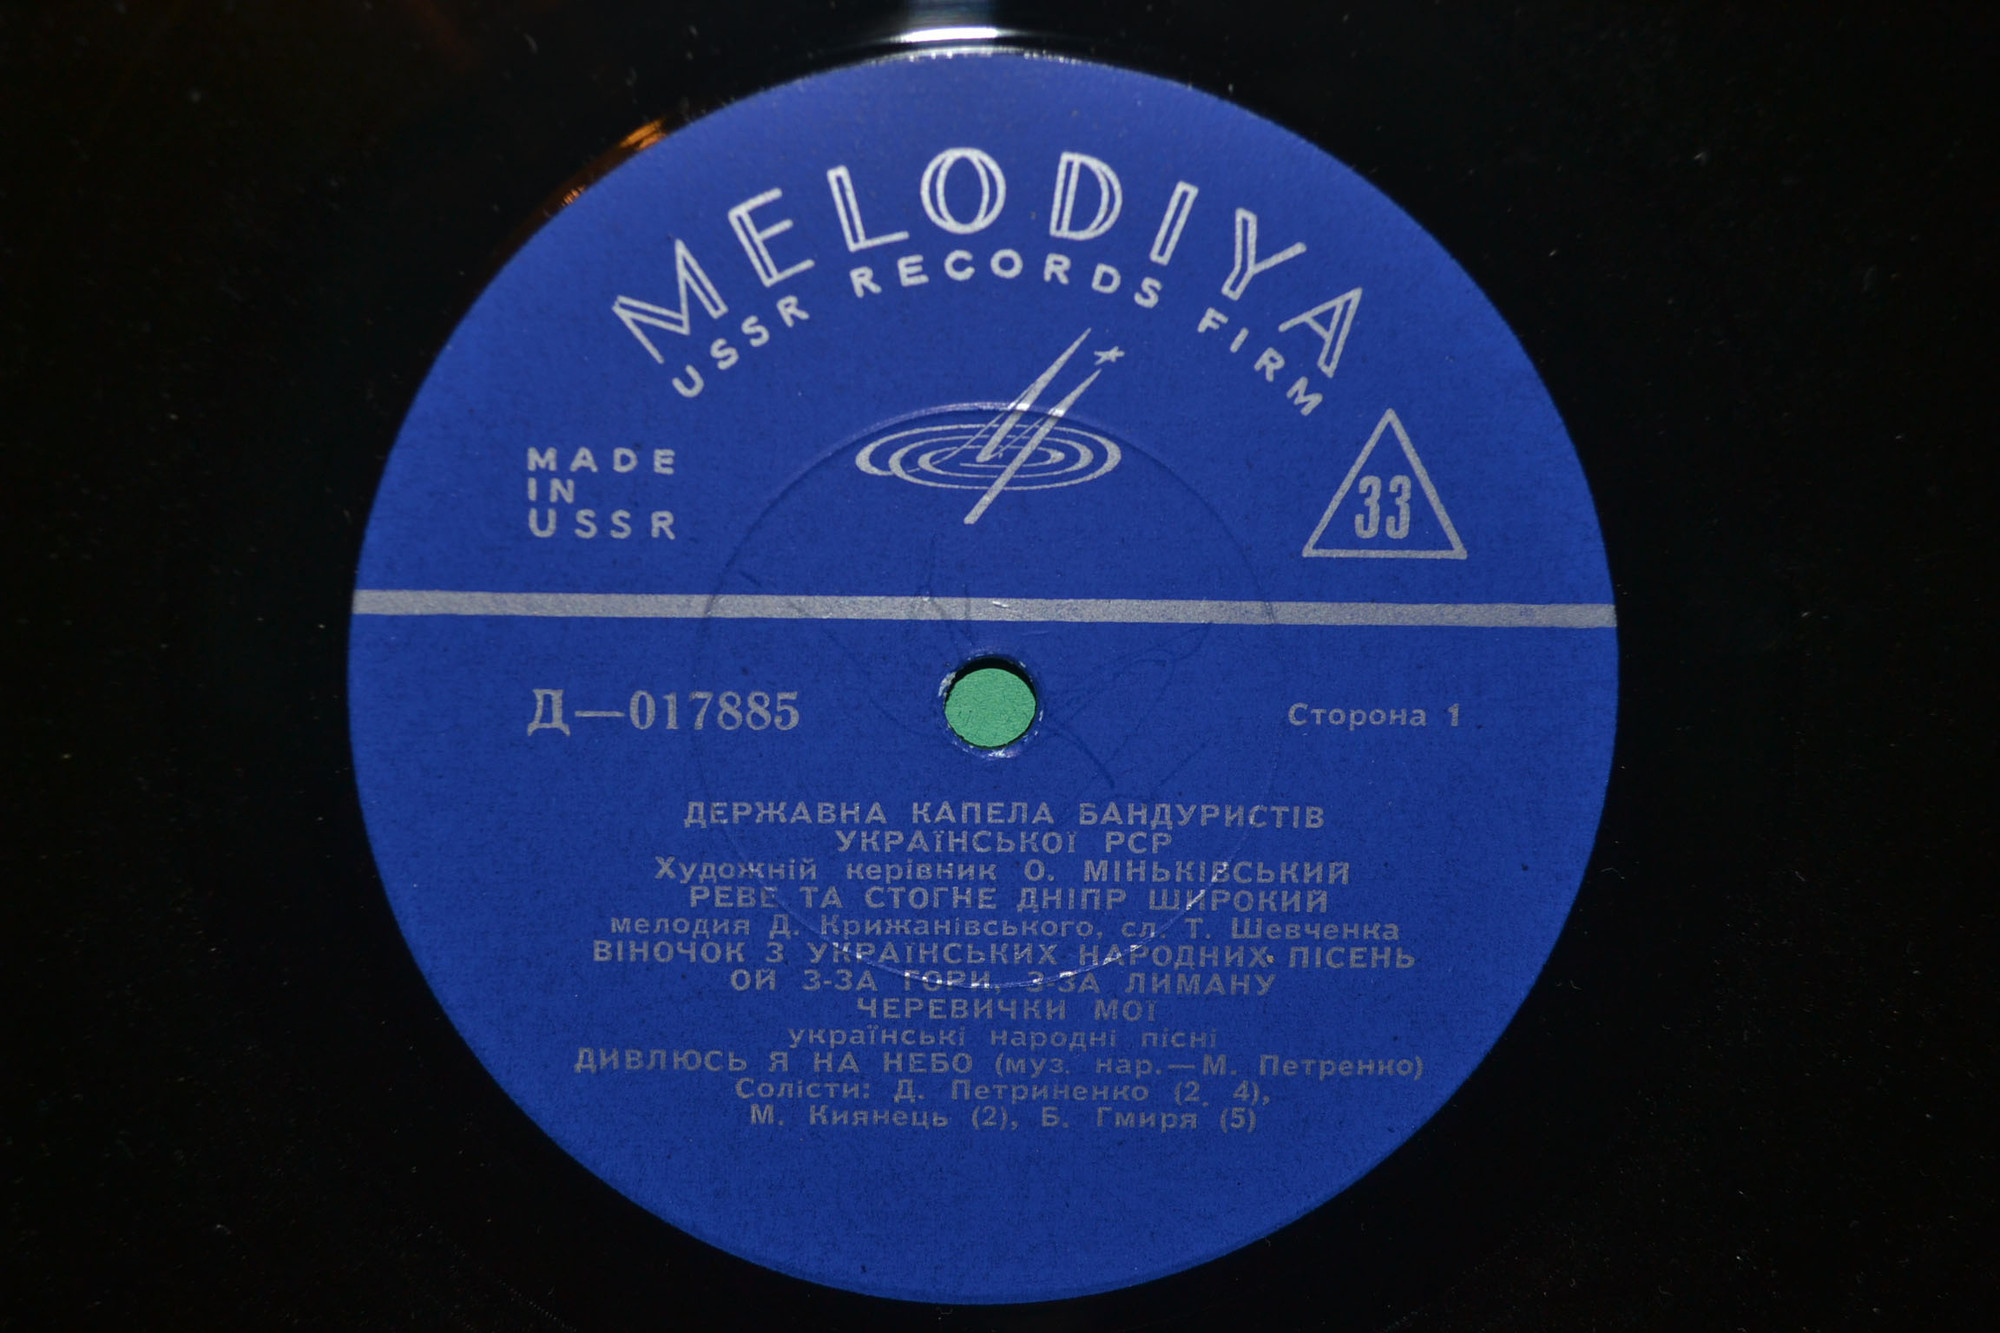 MELODIYA
USSR RECORDS FIRM
MADE
IN
USSR
33
Д—017885
Сторона 1
ДЕРЖАВНА КАПЕЛА БАНДУРИСТІВ
УКРАЇНСЬКОЇ РСР
Художній керівник О. МІНЬКІВСЬКИЙ
РЕВЕ ТА СТОГНЕ ДНІПР ШИРОКИЙ
мелодия Д. Крижанівського, сл. Т. Шевченка
ВІНОЧОК З УКРАЇНСЬКИХ НАРОДНИХ ПІСЕНЬ
ОЙ З-ЗА ГОРИ, З-ЗА ЛИМАНУ
ЧЕРЕВИЧКИ МОЇ
українські народні пісні
ДИВЛЮСЬ Я НА НЕБО (муз. нар.—М. Петренко)
Солісти: Д. Петриненко (2, 4),
М. Киянець (2), Б. Гмиря (5)